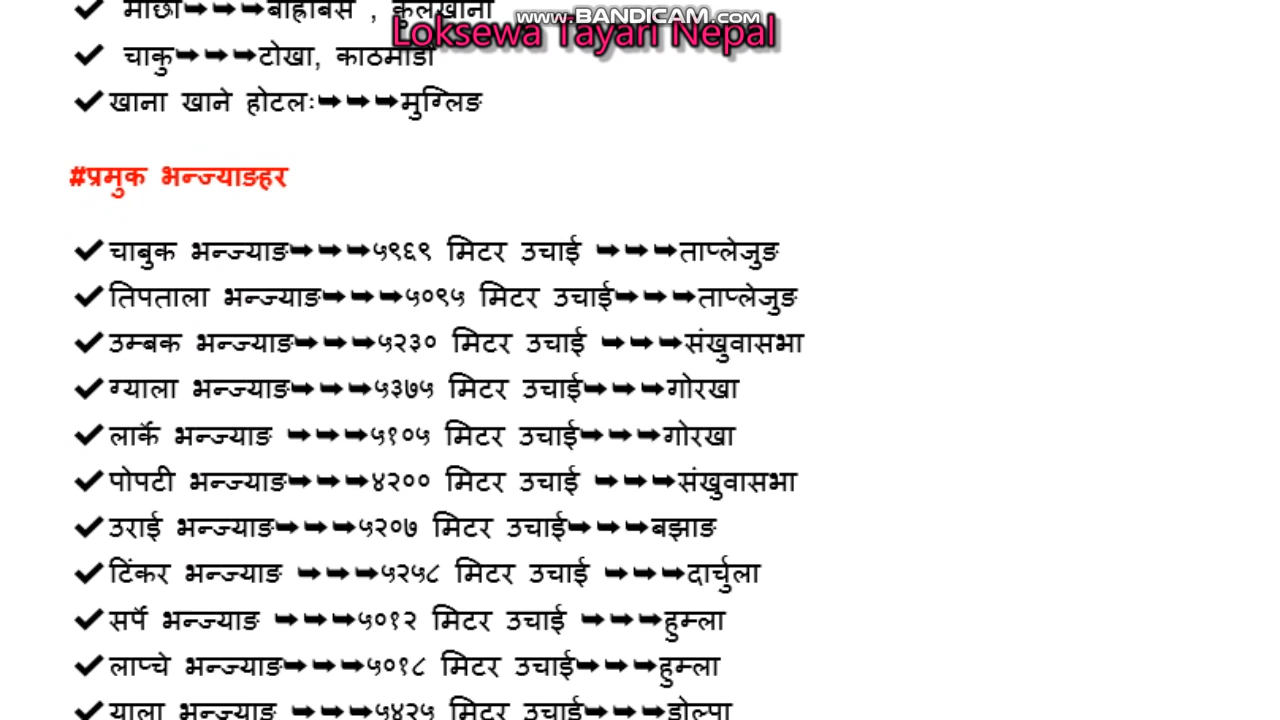 माछा➡➡➡बाह्रबिसे , कुलेखानी
www.BANDICAM.com
Loksewa Tayari Nepal
✔ चाकु➡➡➡टोखा, काठमाडौं
✔खाना खाने होटलः➡➡➡मुग्लिङ
#प्रमुक भन्ज्याङहर
✔चाबुक भन्ज्याङ➡➡➡५९६९ मिटर उचाई ➡➡➡ताप्लेजुङ
✔तिपताला भन्ज्याङ➡➡➡५०९५ मिटर उचाई➡➡➡ताप्लेजुङ
✔उम्बक भन्ज्याङ➡➡➡५२३० मिटर उचाई ➡➡➡संखुवासभा
✔ग्याला भन्ज्याङ➡➡➡५३७५ मिटर उचाई➡➡➡गोरखा
✔लार्के भन्ज्याङ ➡➡➡५१०५ मिटर उचाई➡➡➡गोरखा
✔पोपटी भन्ज्याङ➡➡➡४२०० मिटर उचाई ➡➡➡संखुवासभा
✔उराई भन्ज्याङ➡➡➡५२०७ मिटर उचाई➡➡➡बझाङ
✔टिंकर भन्ज्याङ ➡➡➡५२५८ मिटर उचाई ➡➡➡दार्चुला
✔सर्पे भन्ज्याङ ➡➡➡५०१२ मिटर उचाई ➡➡➡हुम्ला
✔लाप्चे भन्ज्याङ➡➡➡५०१८ मिटर उचाई➡➡➡हुम्ला
✔याला भन्ज्याङ ➡➡➡५४२५ मिटर उचाई➡➡➡डोल्पा